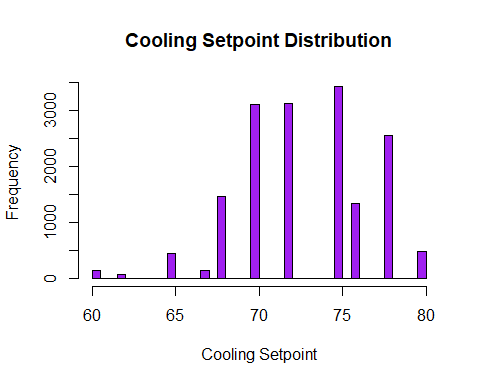 Cooling Setpoint Distribution
Frequency
3000
2000
1000
0
60 65 70 75 80
Cooling Setpoint